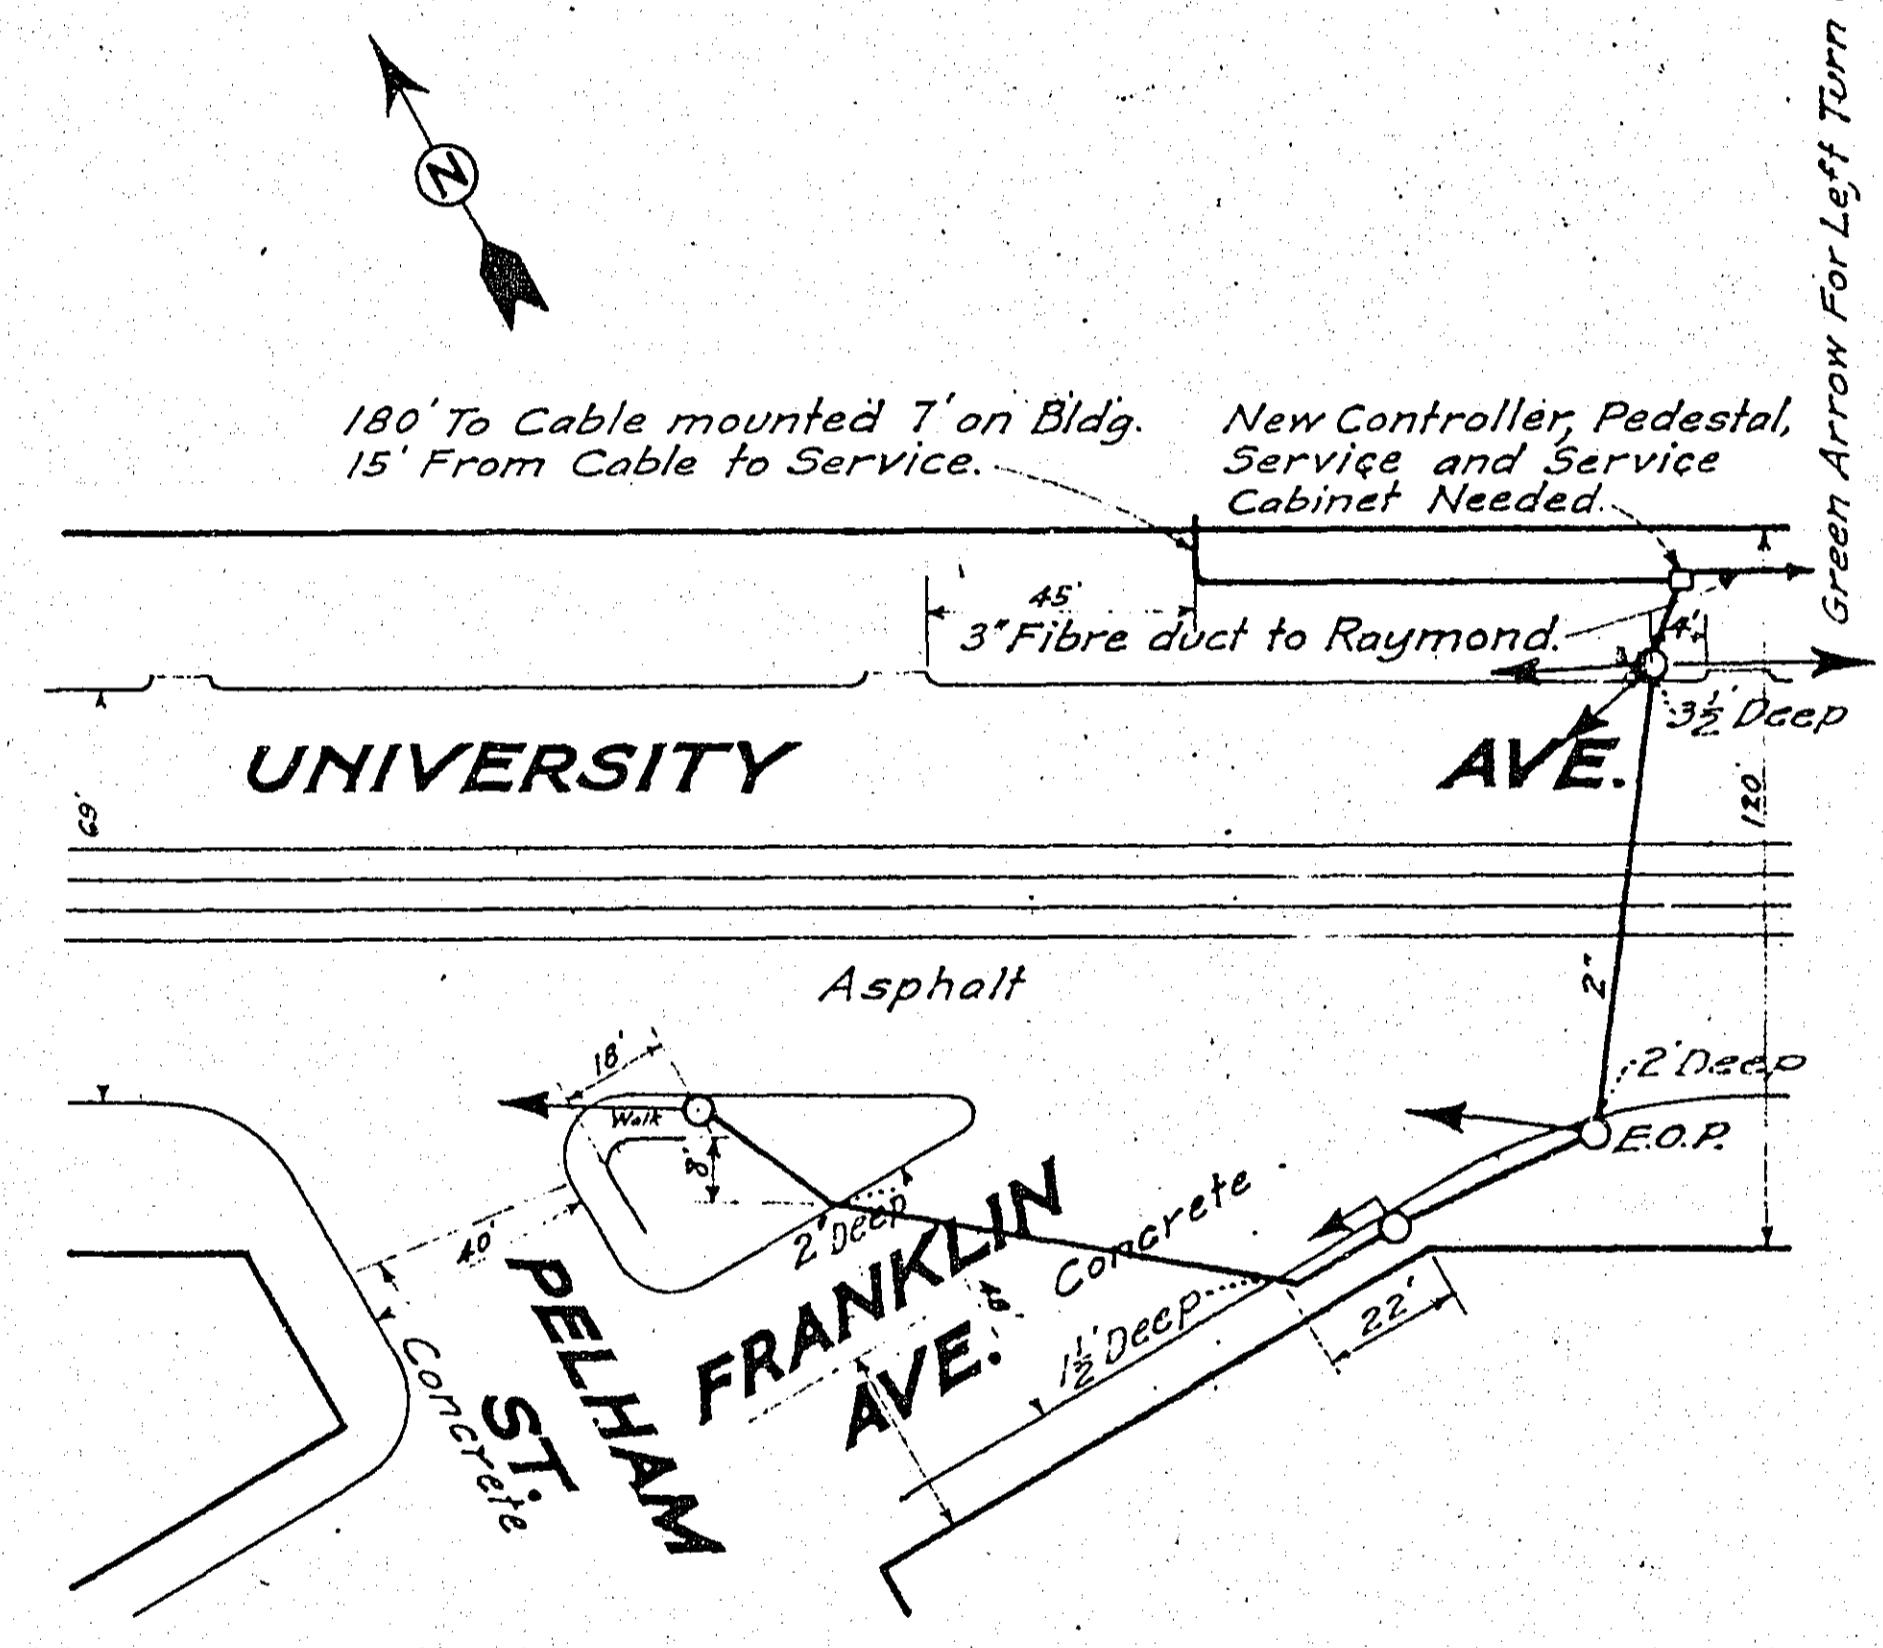 N
Green Arrow For Left Turn
180' To Cable mounted 7' on Bldg.
15' From Cable to Service.
New Controller, Pedestal,
Service and Service
Cabinet Needed.
45'
3" Fibre duct to Raymond.
4'
3'
3½' Deep
UNIVERSITY AVE.
69'
120'
Asphalt
2"
18'
Walk
8'
2' Deep
E.O.P.
2' Deep
40'
PELHAM
ST.
Concrete
FRANKLIN
AVE.
Concrete
1½' Deep
22'